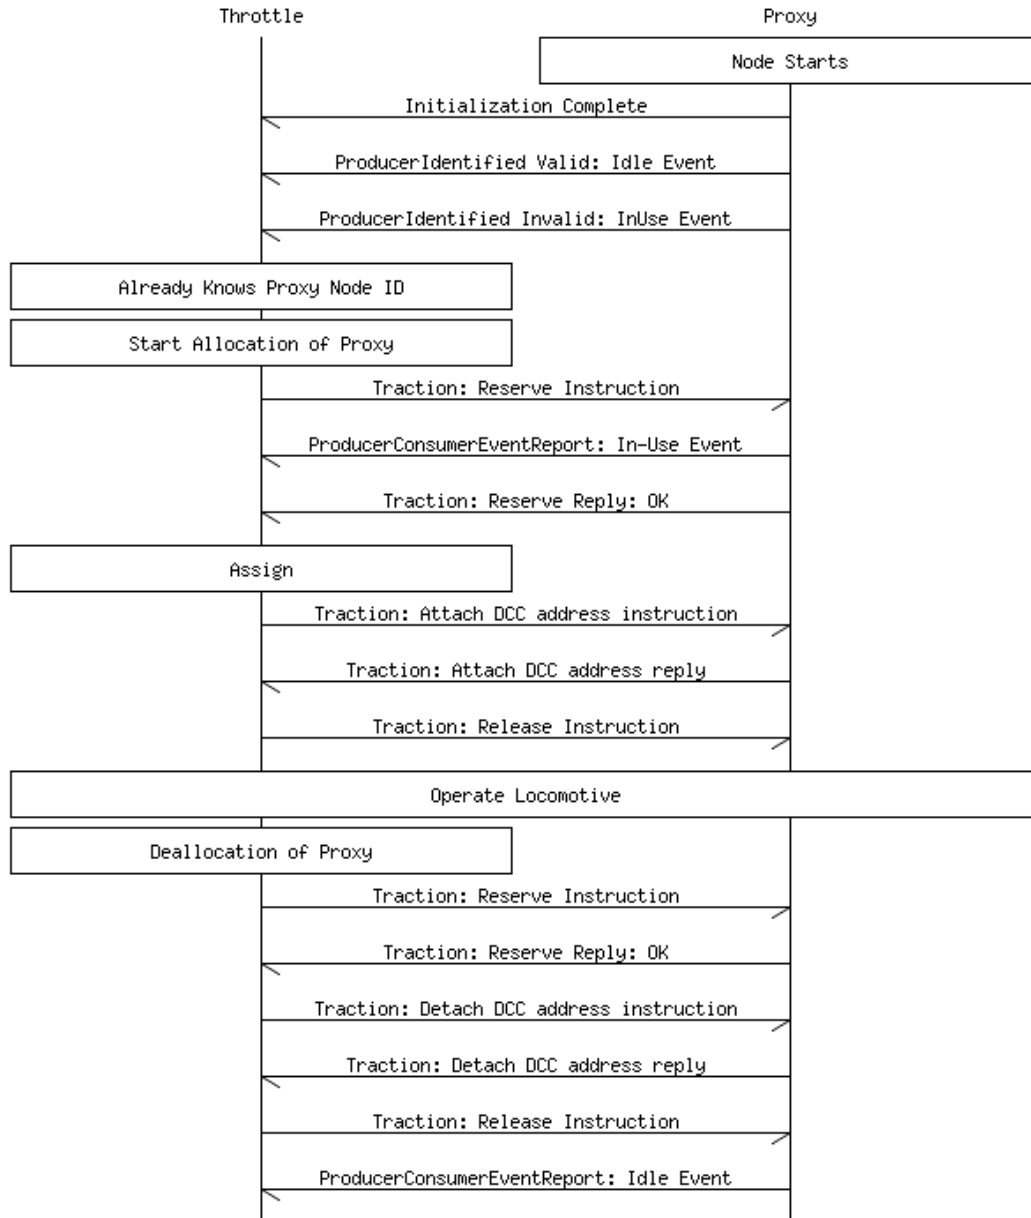 Throttle Proxy
Node Starts
Initialization Complete
ProducerIdentified Valid: Idle Event
ProducerIdentified Invalid: InUse Event
Already Knows Proxy Node ID
Start Allocation of Proxy
Traction: Reserve Instruction
ProducerConsumerEventReport: In-Use Event
Traction: Reserve Reply: OK
Assign
Traction: Attach DCC address instruction
Traction: Attach DCC address reply
Traction: Release Instruction
Operate Locomotive
Deallocation of Proxy
Traction: Reserve Instruction
Traction: Reserve Reply: OK
Traction: Detach DCC address instruction
Traction: Detach DCC address reply
Traction: Release Instruction
ProducerConsumerEventReport: Idle Event